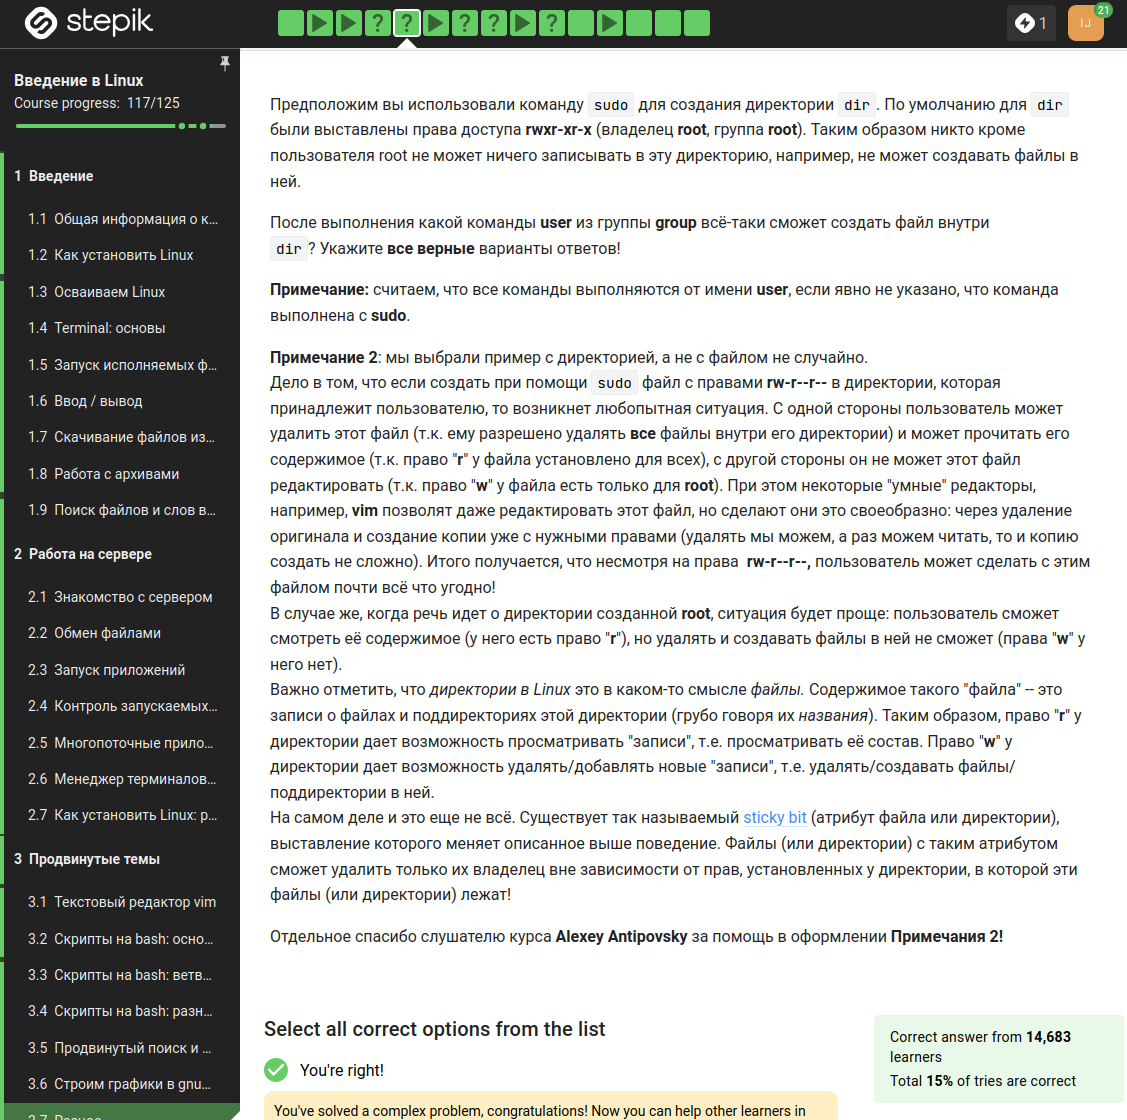 stepik
1
IJ
21
Введение в Linux
Course progress: 117/125
1 Введение
1.1 Общая информация о к...
1.2 Как установить Linux
1.3 Осваиваем Linux
1.4 Terminal: основы
1.5 Запуск исполняемых ф...
1.6 Ввод / вывод
1.7 Скачивание файлов из...
1.8 Работа с архивами
1.9 Поиск файлов и слов в...
2 Работа на сервере
2.1 Знакомство с сервером
2.2 Обмен файлами
2.3 Запуск приложений
2.4 Контроль запускаемых...
2.5 Многопоточные прило...
2.6 Менеджер терминалов...
2.7 Как установить Linux: р...
3 Продвинутые темы
3.1 Текстовый редактор vim
3.2 Скрипты на bash: осно...
3.3 Скрипты на bash: ветв...
3.4 Скрипты на bash: разн...
3.5 Продвинутый поиск и ...
3.6 Строим графики в gnu...
3.7 Разное
Предположим вы использовали команду sudo для создания директории dir. По умолчанию для dir
были выставлены права доступа rwxr-xr-x (владелец root, группа root). Таким образом никто кроме
пользователя root не может ничего записывать в эту директорию, например, не может создавать файлы в
ней.
После выполнения какой команды user из группы group всё-таки сможет создать файл внутри
dir? Укажите все верные варианты ответов!
Примечание: считаем, что все команды выполняются от имени user, если явно не указано, что команда
выполнена с sudo.
Примечание 2: мы выбрали пример с директорией, а не с файлом не случайно.
Дело в том, что если создать при помощи sudo файл с правами rw-r--r-- в директории, которая
принадлежит пользователю, то возникнет любопытная ситуация. С одной стороны пользователь может
удалить этот файл (т.к. ему разрешено удалять все файлы внутри его директории) и может прочитать его
содержимое (т.к. право "r" у файла установлено для всех), с другой стороны он не может этот файл
редактировать (т.к. право "w" у файла есть только для root). При этом некоторые "умные" редакторы,
например, vim позволят даже редактировать этот файл, но сделают они это своеобразно: через удаление
оригинала и создание копии уже с нужными правами (удалять мы можем, а раз можем читать, то и копию
создать не сложно). Итого получается, что несмотря на права rw-r--r--, пользователь может сделать с этим
файлом почти всё что угодно!
В случае же, когда речь идет о директории созданной root, ситуация будет проще: пользователь сможет
смотреть её содержимое (у него есть право "r"), но удалять и создавать файлы в ней не сможет (права "w" у
него нет).
Важно отметить, что директории в Linux это в каком-то смысле файлы. Содержимое такого "файла" -- это
записи о файлах и поддиректориях этой директории (грубо говоря их названия). Таким образом, право "r" у
директории дает возможность просматривать "записи", т.е. просматривать её состав. Право "w" у
директории дает возможность удалять/добавлять новые "записи", т.е. удалять/создавать файлы/
поддиректории в ней.
На самом деле и это еще не всё. Существует так называемый sticky bit (атрибут файла или директории),
выставление которого меняет описанное выше поведение. Файлы (или директории) с таким атрибутом
сможет удалить только их владелец вне зависимости от прав, установленных у директории, в которой эти
файлы (или директории) лежат!
Отдельное спасибо слушателю курса Alexey Antipovsky за помощь в оформлении Примечания 2!
Select all correct options from the list
You're right!
You've solved a complex problem, congratulations! Now you can help other learners in
Correct answer from 14,683
learners
Total 15% of tries are correct